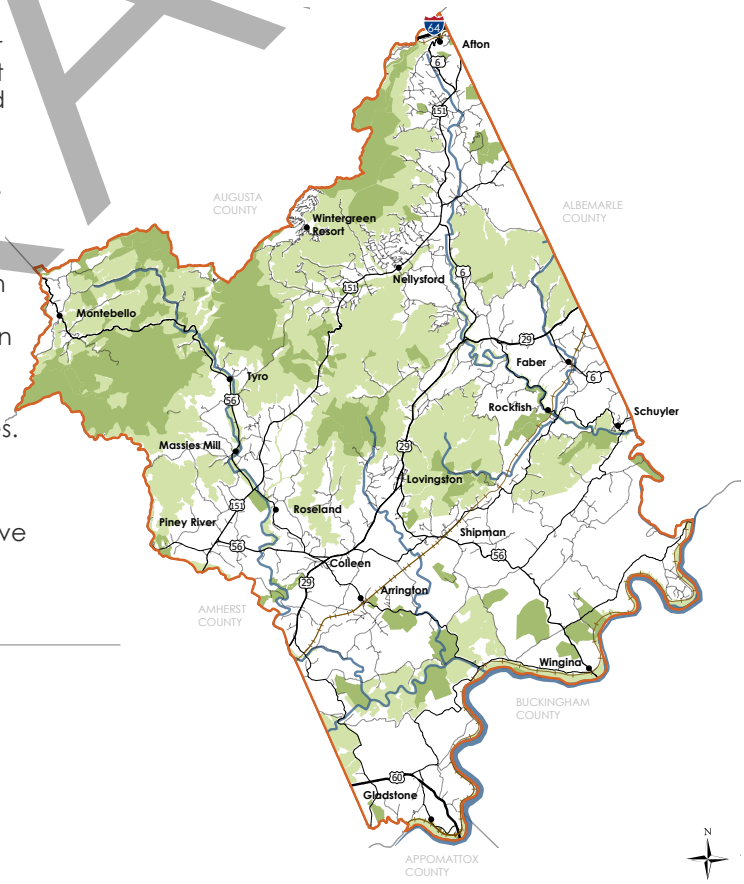 64
Afton
6
t
d
151
AUGUSTA
COUNTY
ALBEMARLE
COUNTY
Wintergreen
Resort
Nellysford
6
n
151
Montebello
n
29
Faber
Tyro
6
56
Rockfish
Schuyler
s.
29
Massies Mill
Lovingston
151
Roseland
Piney River
ve
Shipman
56
56
Colleen
29
Arrington
AMHERST
COUNTY
Wingina
BUCKINGHAM
COUNTY
60
Gladstone
N
APPOMATTOX
COUNTY